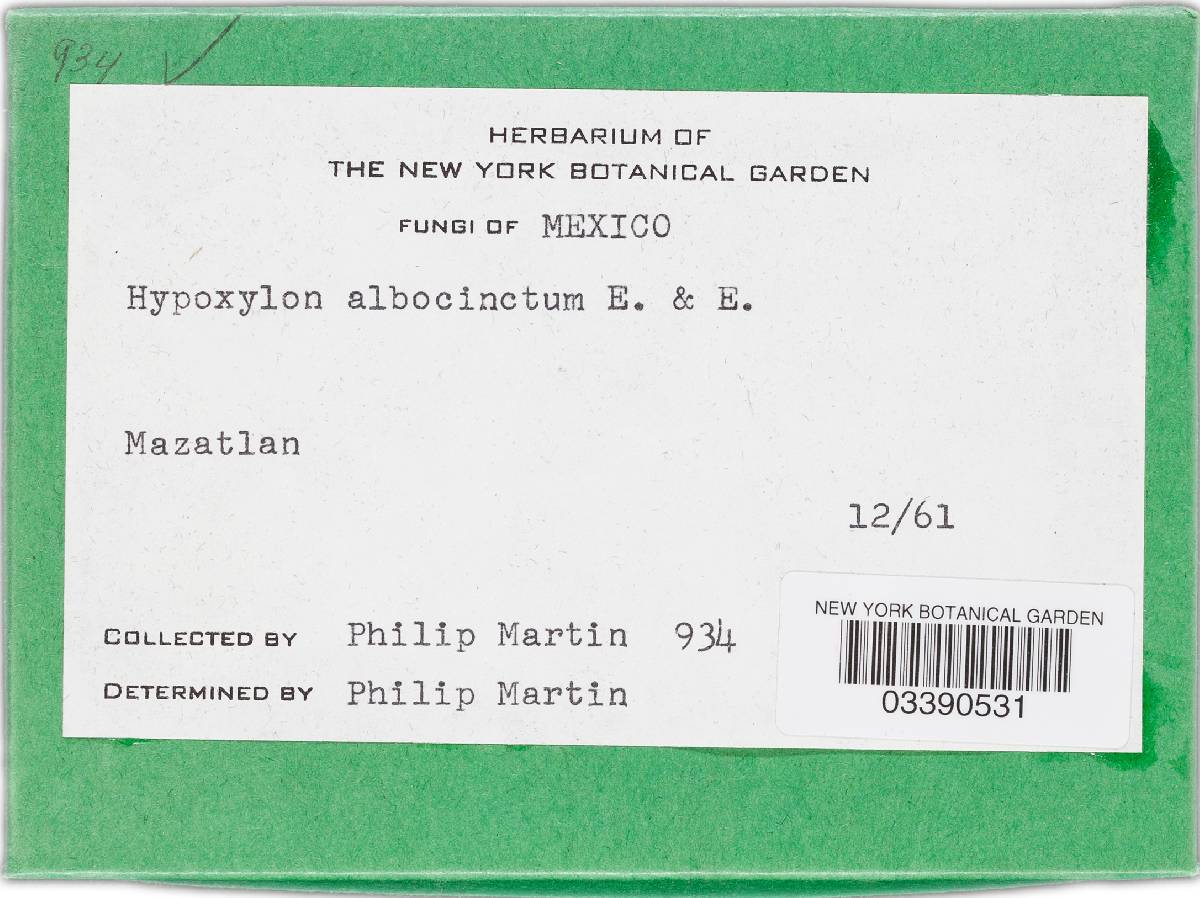 934 ✓
HERBARIUM OF
THE NEW YORK BOTANICAL GARDEN
FUNGI OF MEXICO
Hypoxylon albocinctum E. & E.
Mazatlan
12/61
COLLECTED BY Philip Martin 934
DETERMINED BY Philip Martin
NEW YORK BOTANICAL GARDEN
03390531